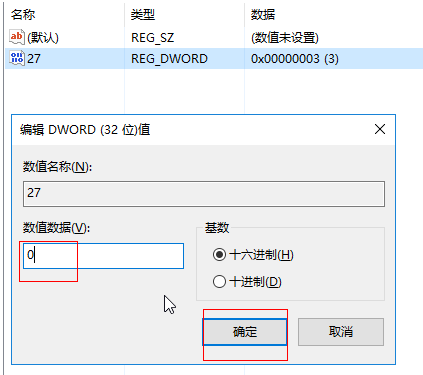 名称 类型 数据
(默认) REG_SZ (数值未设置)
27 REG_DWORD 0x00000003 (3)
编辑 DWORD (32 位)值
数值名称(N):
27
数值数据(V): 基数
0 十六进制(H)
十进制(D)
确定 取消